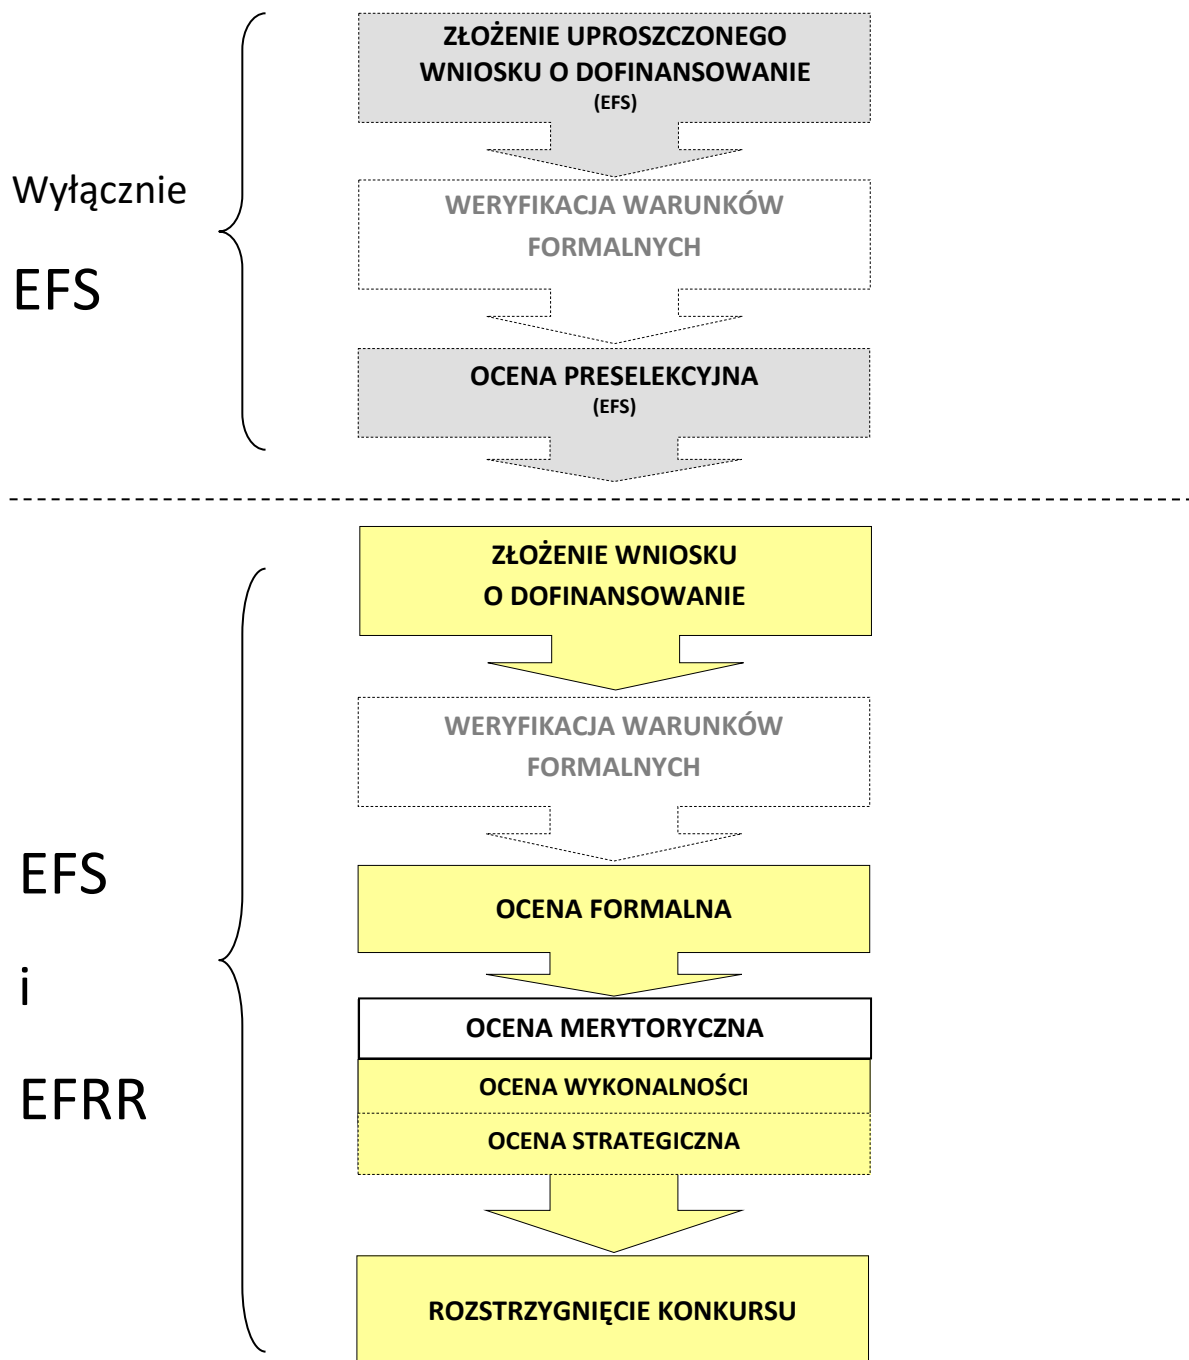 ZŁOŻENIE UPROSZCZONEGO
WNIOSKU O DOFINANSOWANIE
(EFS)
Wyłącznie
EFS
WERYFIKACJA WARUNKÓW
FORMALNYCH
OCENA PRESELEKCYJNA
(EFS)
ZŁOŻENIE WNIOSKU
O DOFINANSOWANIE
WERYFIKACJA WARUNKÓW
FORMALNYCH
EFS
i
EFRR
OCENA FORMALNA
OCENA MERYTORYCZNA
OCENA WYKONALNOŚCI
OCENA STRATEGICZNA
ROZSTRZYGNIĘCIE KONKURSU